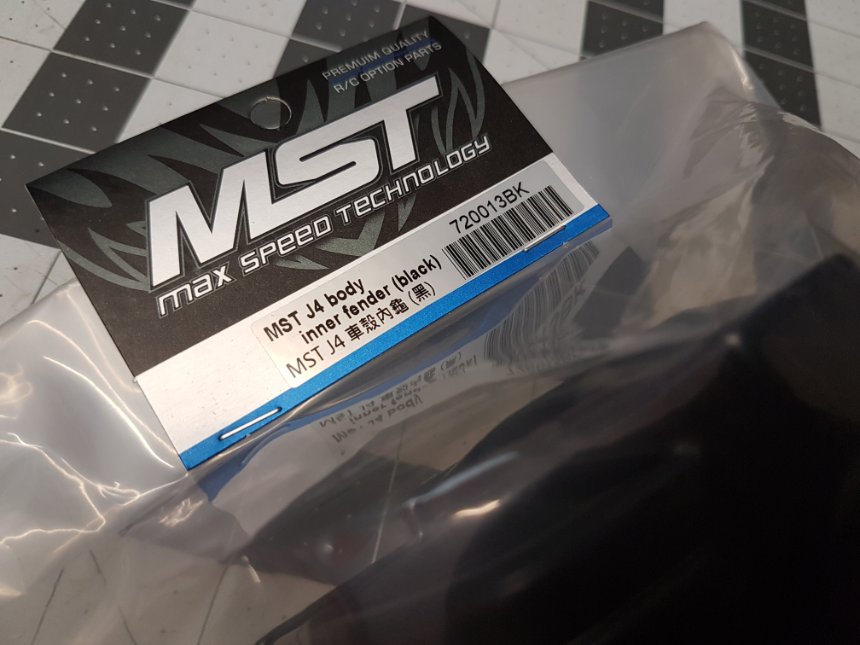 PREMUIM QUALITY
R/C OPTION PARTS
MST
MAX SPEED TECHNOLOGY
720013BK
MST J4 body
inner fender (black)
MST J4 車殼內龜 (黑)